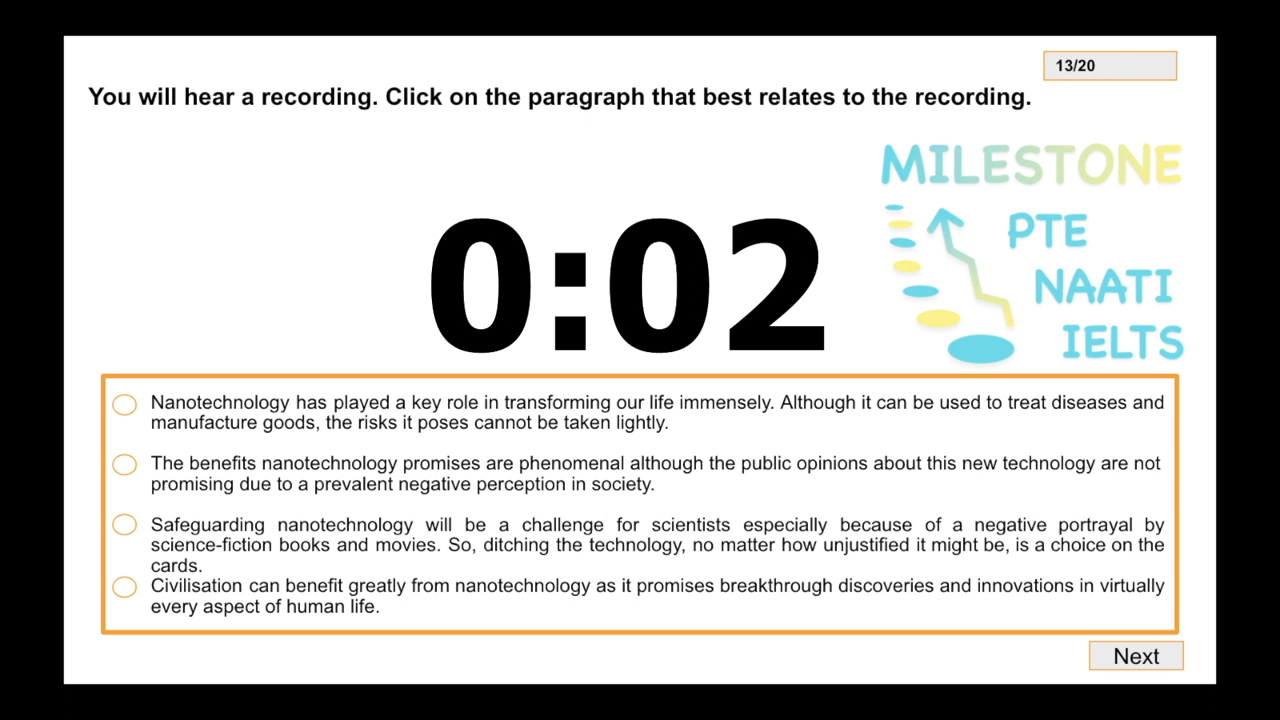 13/20
You will hear a recording. Click on the paragraph that best relates to the recording.
MILESTONE
PTE
NAATI
IELTS
0:02
Nanotechnology has played a key role in transforming our life immensely. Although it can be used to treat diseases and
manufacture goods, the risks it poses cannot be taken lightly.
The benefits nanotechnology promises are phenomenal although the public opinions about this new technology are not
promising due to a prevalent negative perception in society.
Safeguarding nanotechnology will be a challenge for scientists especially because of a negative portrayal by
science-fiction books and movies. So, ditching the technology, no matter how unjustified it might be, is a choice on the
cards.
Civilisation can benefit greatly from nanotechnology as it promises breakthrough discoveries and innovations in virtually
every aspect of human life.
Next